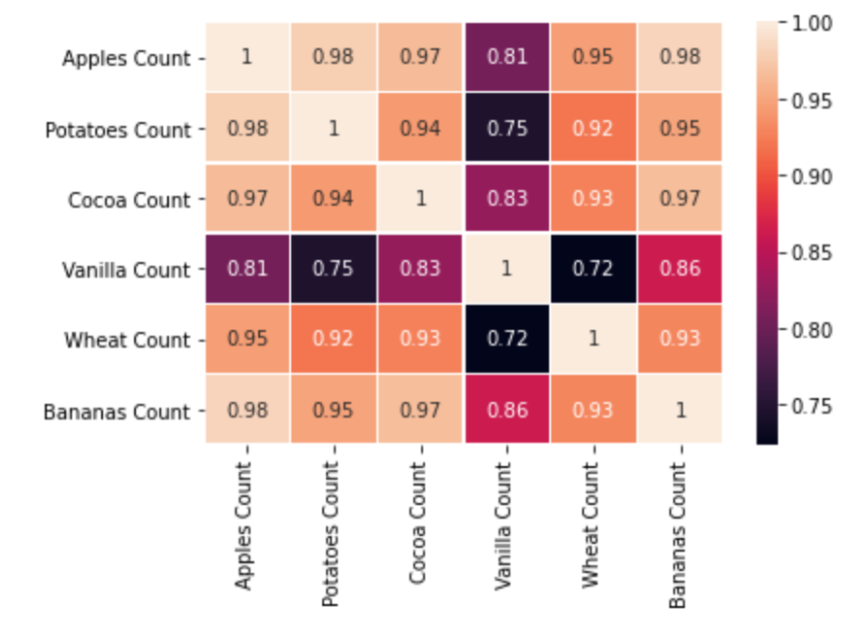 Apples Count 1 0.98 0.97 0.81 0.95 0.98
Potatoes Count 0.98 1 0.94 0.75 0.92 0.95
Cocoa Count 0.97 0.94 1 0.83 0.93 0.97
Vanilla Count 0.81 0.75 0.83 1 0.72 0.86
Wheat Count 0.95 0.92 0.93 0.72 1 0.93
Bananas Count 0.98 0.95 0.97 0.86 0.93 1
Apples Count
Potatoes Count
Cocoa Count
Vanilla Count
Wheat Count
Bananas Count
1.00
0.95
0.90
0.85
0.80
0.75